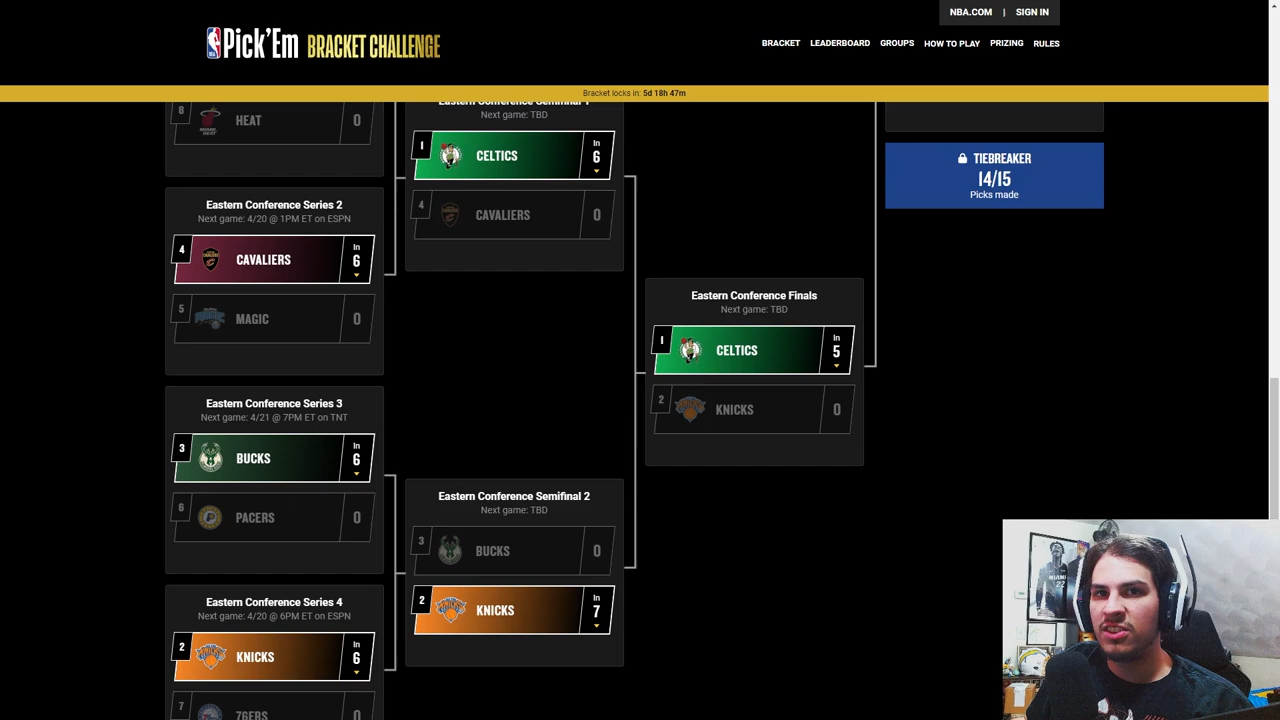 NBA.COM | SIGN IN
Pick'Em BRACKET CHALLENGE
BRACKET LEADERBOARD GROUPS HOW TO PLAY PRIZING RULES
Bracket locks in: 5d 18h 47m
8 HEAT 0
Eastern Conference Series 2
Next game: 4/20 @ 1PM ET on ESPN
4 CAVALIERS In 6
5 MAGIC 0
Eastern Conference Series 3
Next game: 4/21 @ 7PM ET on TNT
3 BUCKS In 6
6 PACERS 0
Eastern Conference Series 4
Next game: 4/20 @ 6PM ET on ESPN
2 KNICKS In 6
7 76ERS 0
Eastern Conference Semifinal 1
Next game: TBD
1 CELTICS In 6
4 CAVALIERS 0
Eastern Conference Semifinal 2
Next game: TBD
3 BUCKS 0
2 KNICKS In 7
Eastern Conference Finals
Next game: TBD
1 CELTICS In 5
2 KNICKS 0
TIEBREAKER
14/15
Picks made
MIAMI
22